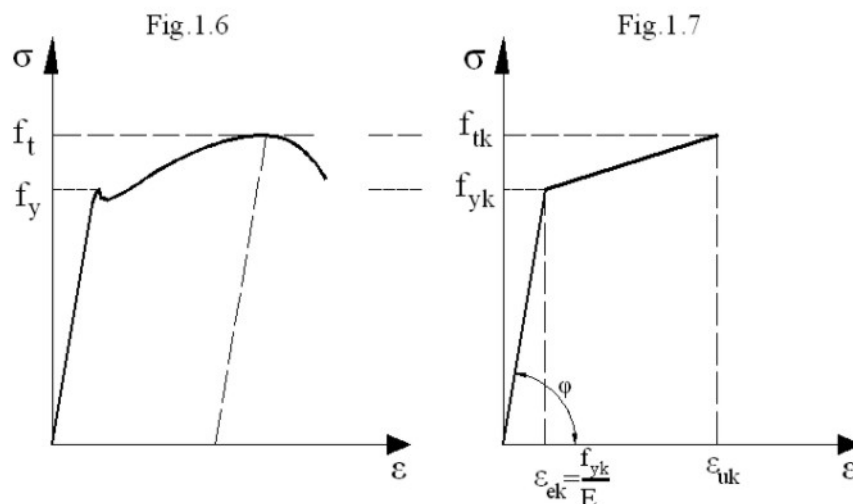 Fig.1.6
σ
f_t
f_y
ε
Fig.1.7
σ
f_tk
f_yk
φ
ε
ε_ek=f_yk/E
ε_uk